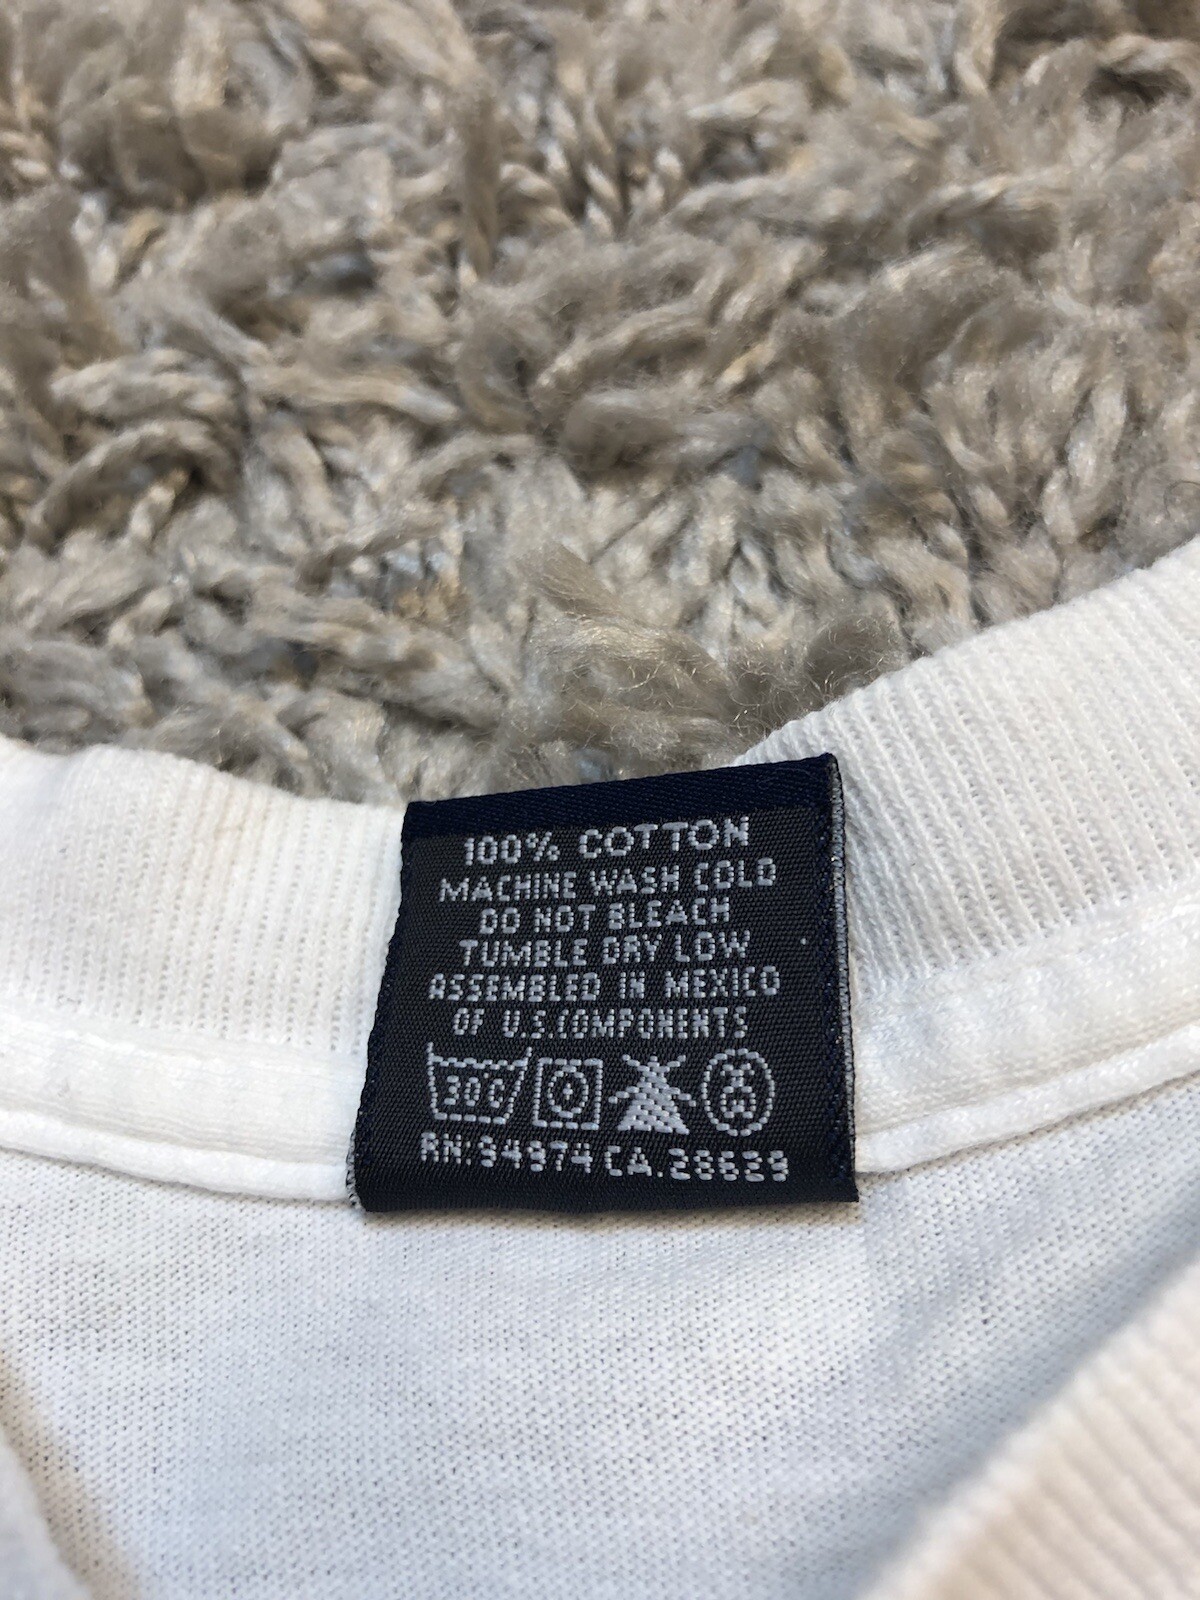 100% COTTON
MACHINE WASH COLD
DO NOT BLEACH
TUMBLE DRY LOW
ASSEMBLED IN MEXICO
OF U.S.COMPONENTS
30C
RN:94974 CA.28629